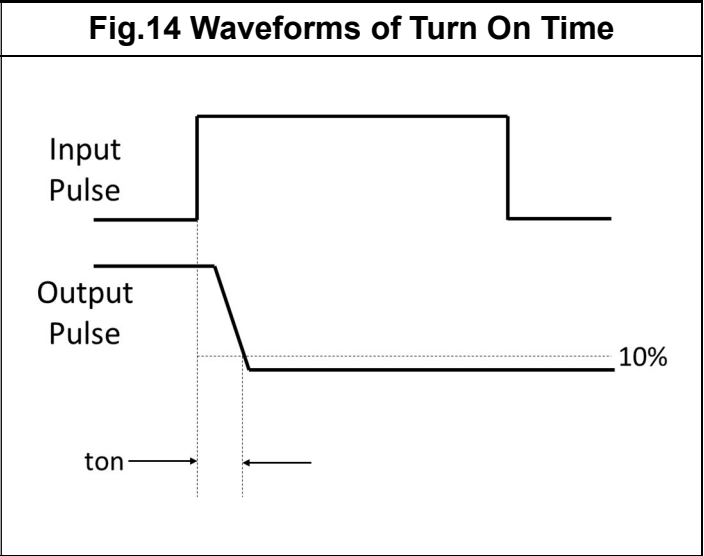 Fig.14 Waveforms of Turn On Time
Input
Pulse
Output
Pulse
10%
ton